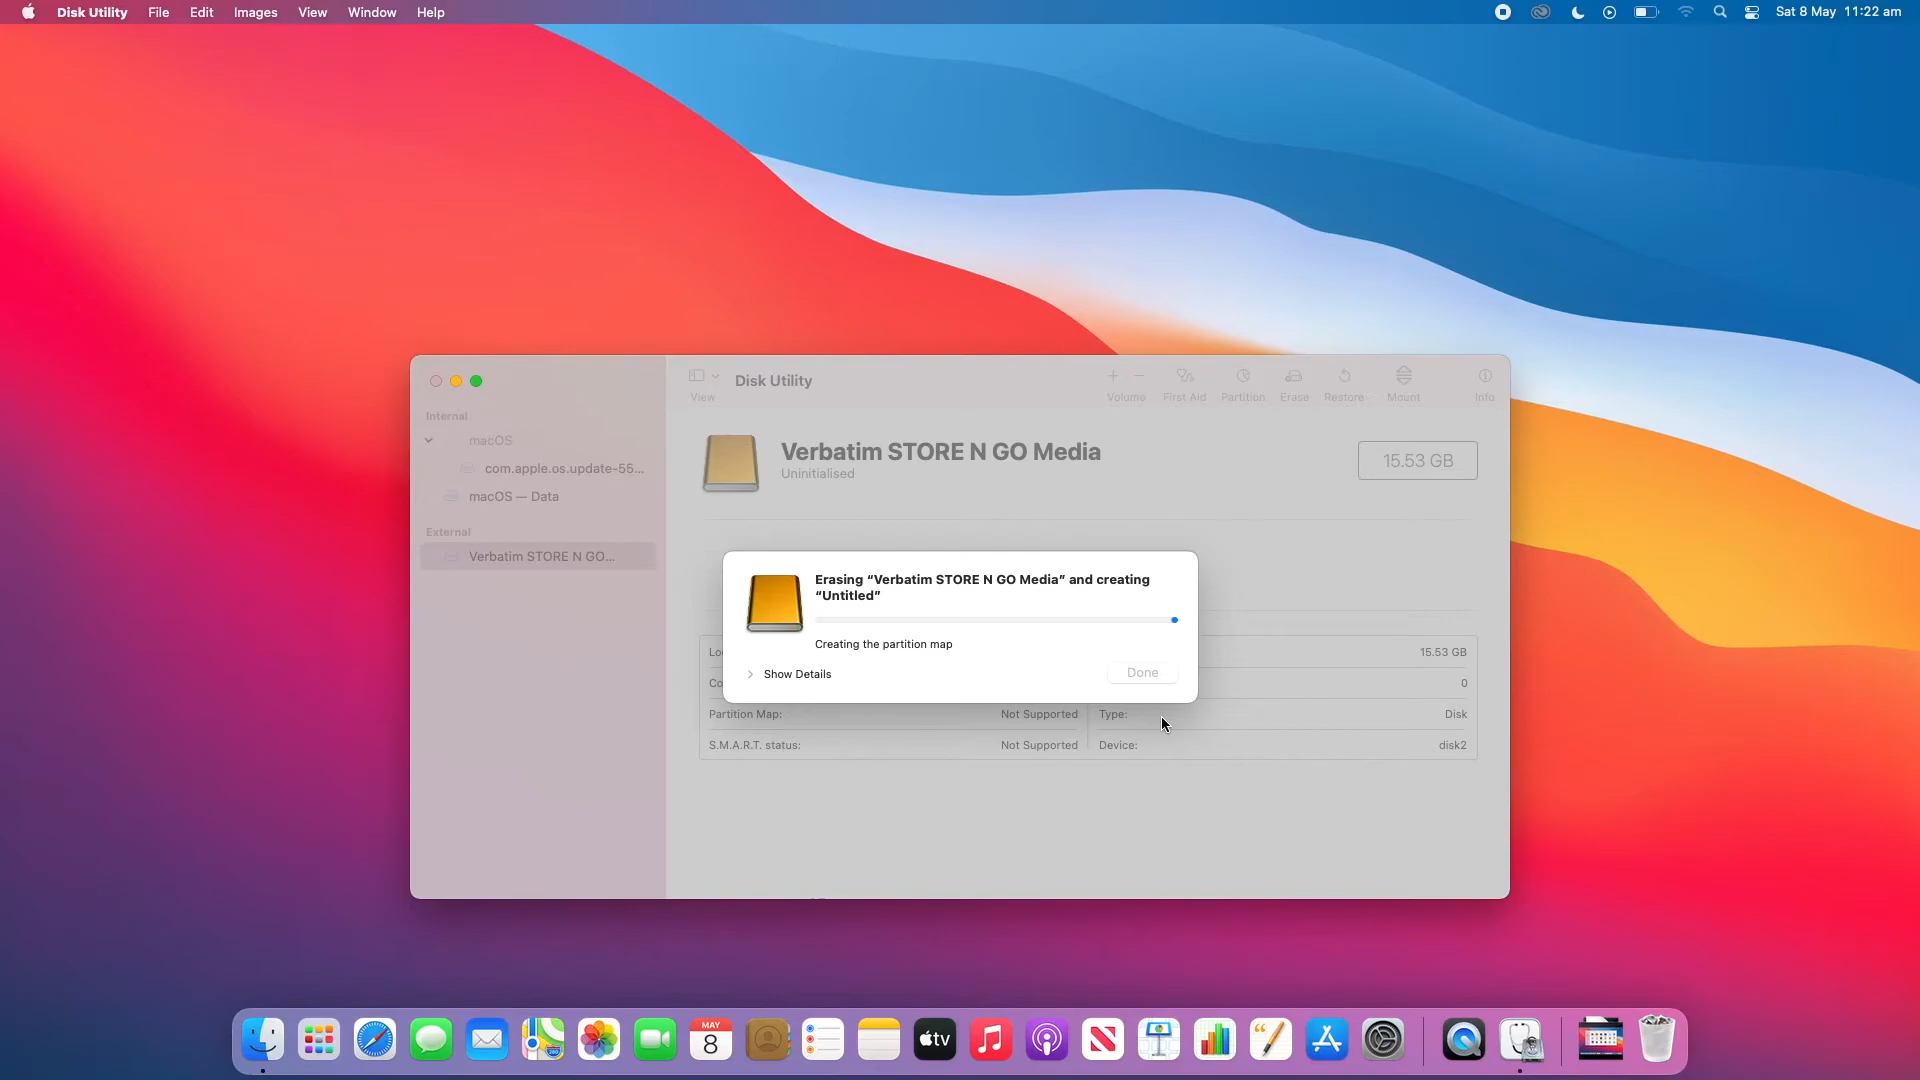 Disk Utility File Edit Images View Window Help Sat 8 May 11:22 am
Disk Utility
View Volume First Aid Partition Erase Restore Mount Info
Internal
macOS
com.apple.os.update-55...
macOS — Data
External
Verbatim STORE N GO...
Verbatim STORE N GO Media
Uninitialised
15.53 GB
Erasing “Verbatim STORE N GO Media” and creating
“Untitled”
Creating the partition map
Show Details Done
Lo 15.53 GB
Co 0
Partition Map: Not Supported Type: Disk
S.M.A.R.T. status: Not Supported Device: disk2
MAY
8
tv
280